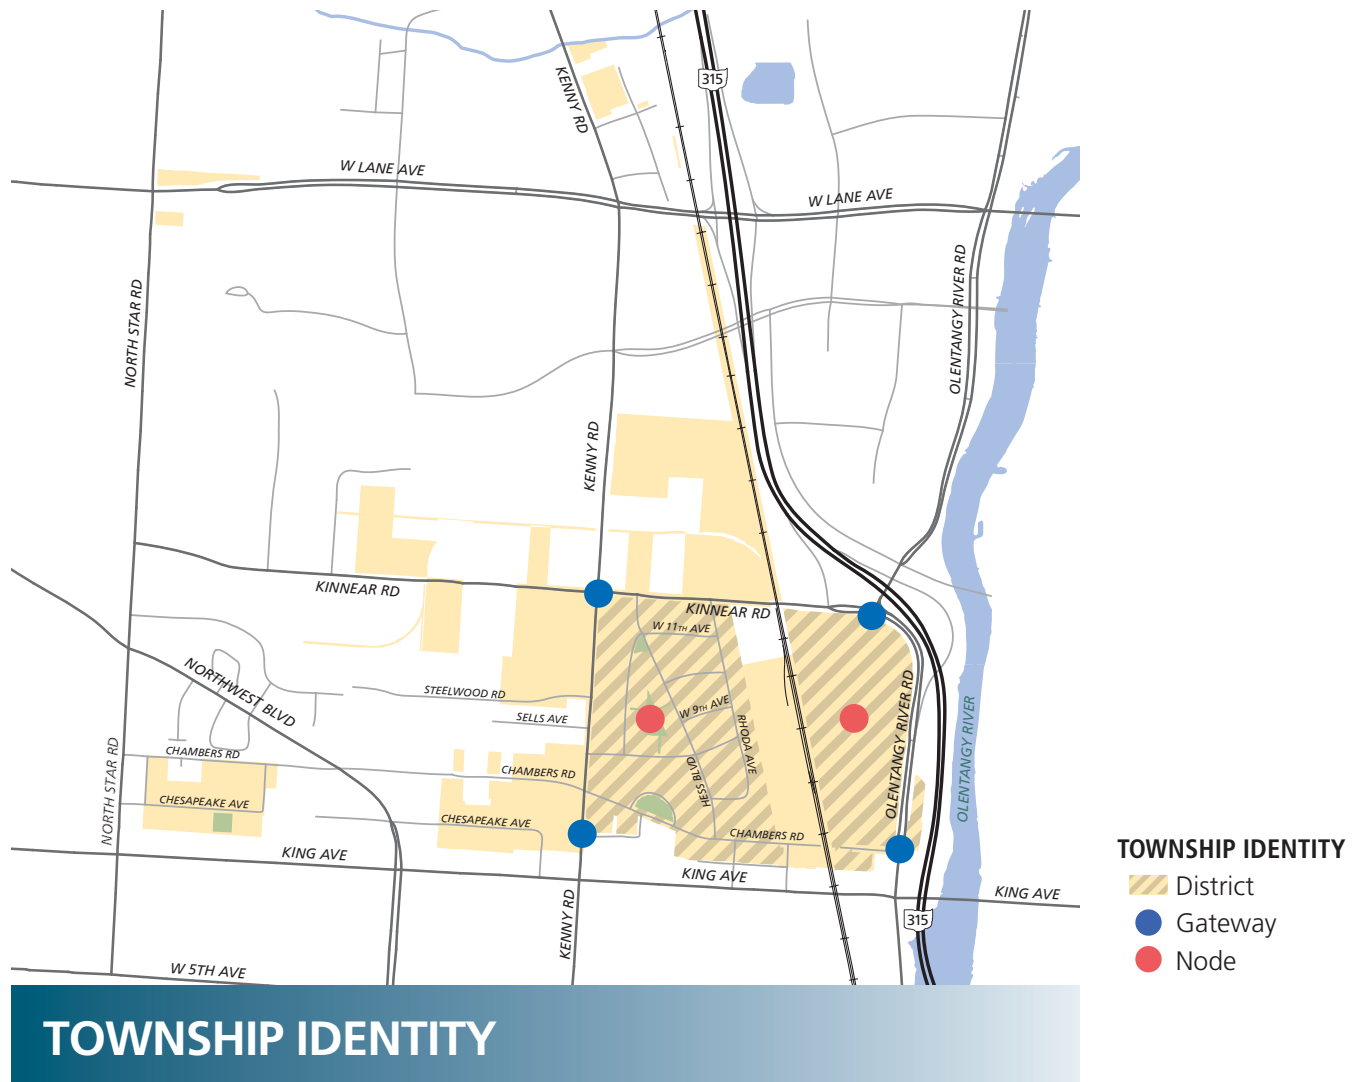 315
KENNY RD
W LANE AVE
W LANE AVE
OLENTANGY RIVER RD
NORTH STAR RD
KENNY RD
KINNEAR RD
KINNEAR RD
W 11TH AVE
NORTHWEST BLVD
STEELWOOD RD
SELLS AVE
W 9TH AVE
RHODA AVE
HESS BLVD
OLENTANGY RIVER RD
OLENTANGY RIVER
NORTH STAR RD
CHAMBERS RD
CHAMBERS RD
CHESAPEAKE AVE
CHESAPEAKE AVE
CHAMBERS RD
KING AVE
KING AVE
KING AVE
KENNY RD
315
W 5TH AVE
TOWNSHIP IDENTITY
District
Gateway
Node
TOWNSHIP IDENTITY